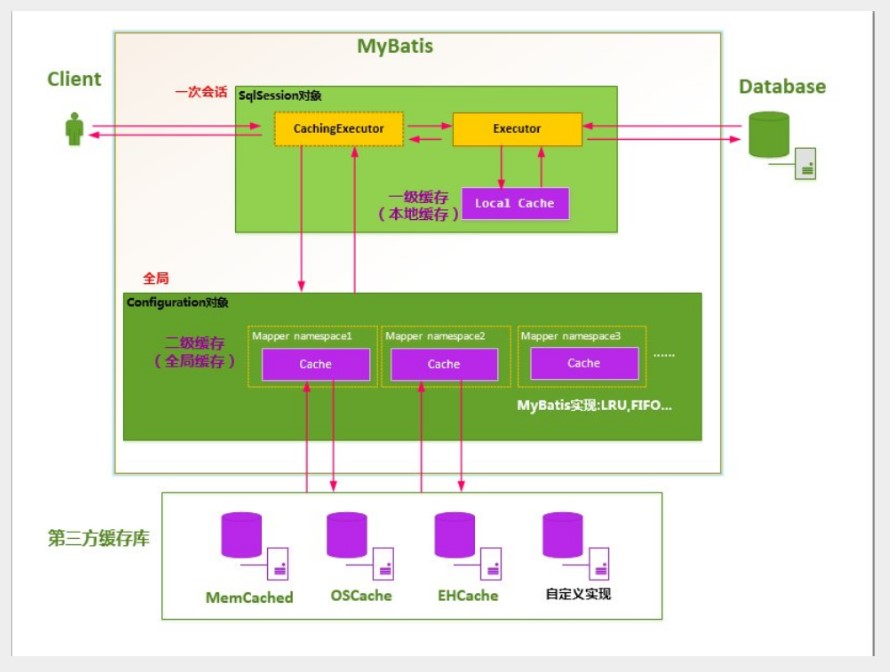 MyBatis
Client
Database
一次会话
SqlSession对象
CachingExecutor
Executor
一级缓存
（本地缓存）
Local Cache
全局
Configuration对象
二级缓存
（全局缓存）
Mapper namespace1
Mapper namespace2
Mapper namespace3
Cache
Cache
Cache
......
MyBatis实现:LRU,FIFO...
第三方缓存库
MemCached
OSCache
EHCache
自定义实现